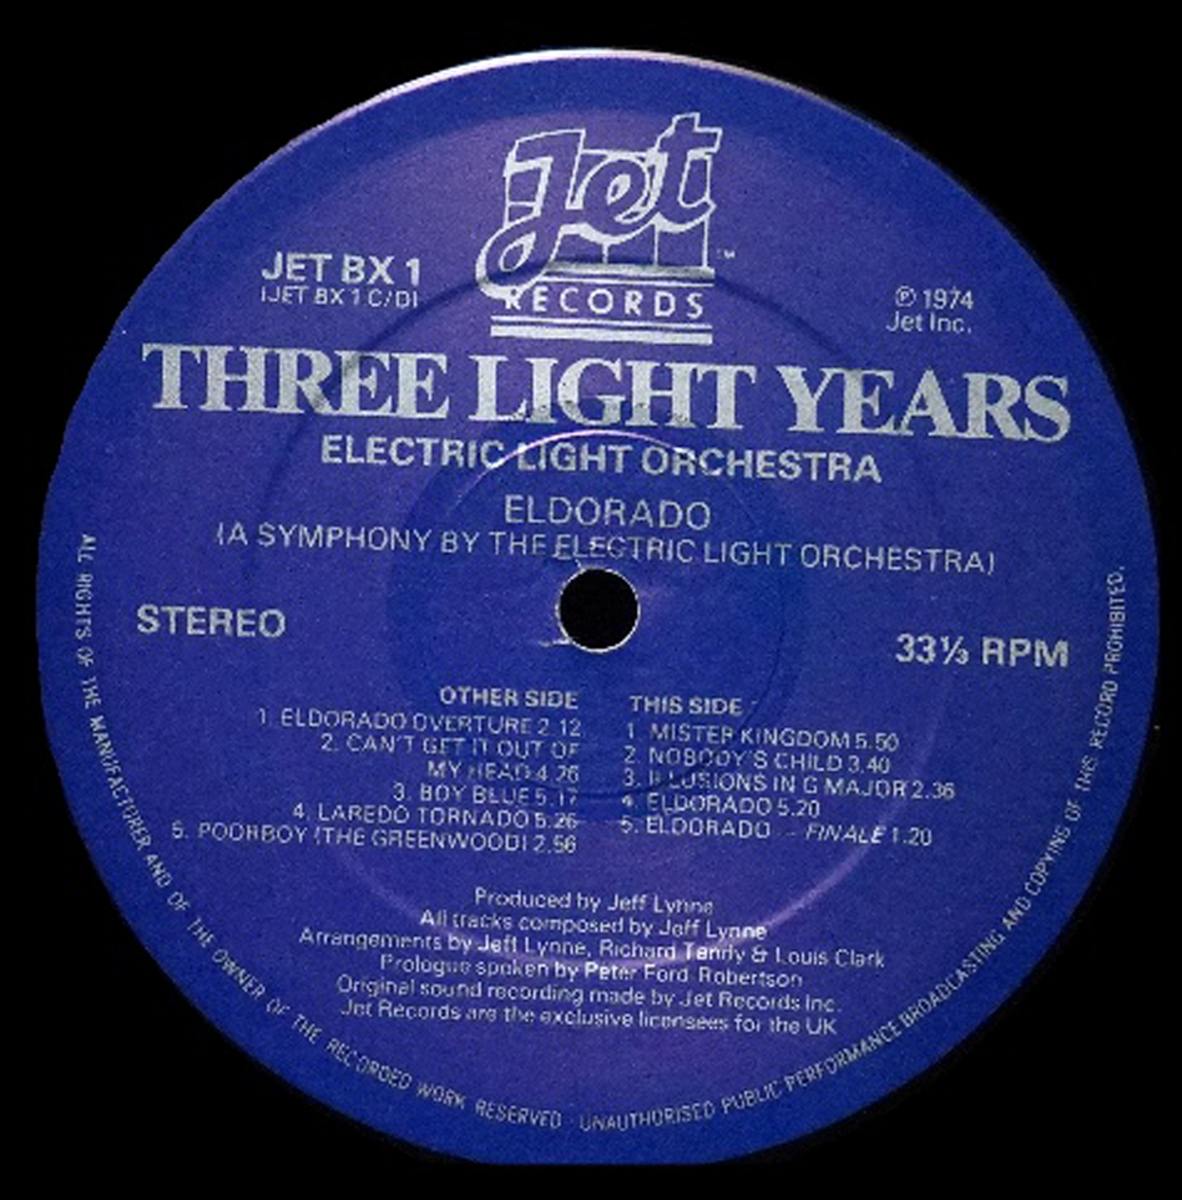 Jet
RECORDS
™
JET BX 1
(JET BX 1 C/D)
℗ 1974
Jet Inc.
THREE LIGHT YEARS
ELECTRIC LIGHT ORCHESTRA
ELDORADO
(A SYMPHONY BY THE ELECTRIC LIGHT ORCHESTRA)
STEREO
33⅓ RPM
OTHER SIDE
1. ELDORADO OVERTURE 2.12
2. CAN'T GET IT OUT OF
MY HEAD 4.26
3. BOY BLUE 5.17
4. LAREDO TORNADO 5.26
5. POORBOY (THE GREENWOOD) 2.56
THIS SIDE
1. MISTER KINGDOM 5.50
2. NOBODY'S CHILD 3.40
3. ILLUSIONS IN G MAJOR 2.36
4. ELDORADO 5.20
5. ELDORADO – FINALE 1.20
Produced by Jeff Lynne
All tracks composed by Jeff Lynne
Arrangements by Jeff Lynne, Richard Tandy & Louis Clark
Prologue spoken by Peter Ford Robertson
Original sound recording made by Jet Records Inc.
Jet Records are the exclusive licensees for the UK
ALL RIGHTS OF THE MANUFACTURER AND OF THE OWNER OF THE RECORDED WORK RESERVED · UNAUTHORISED PUBLIC PERFORMANCE BROADCASTING AND COPYING OF THIS RECORD PROHIBITED.